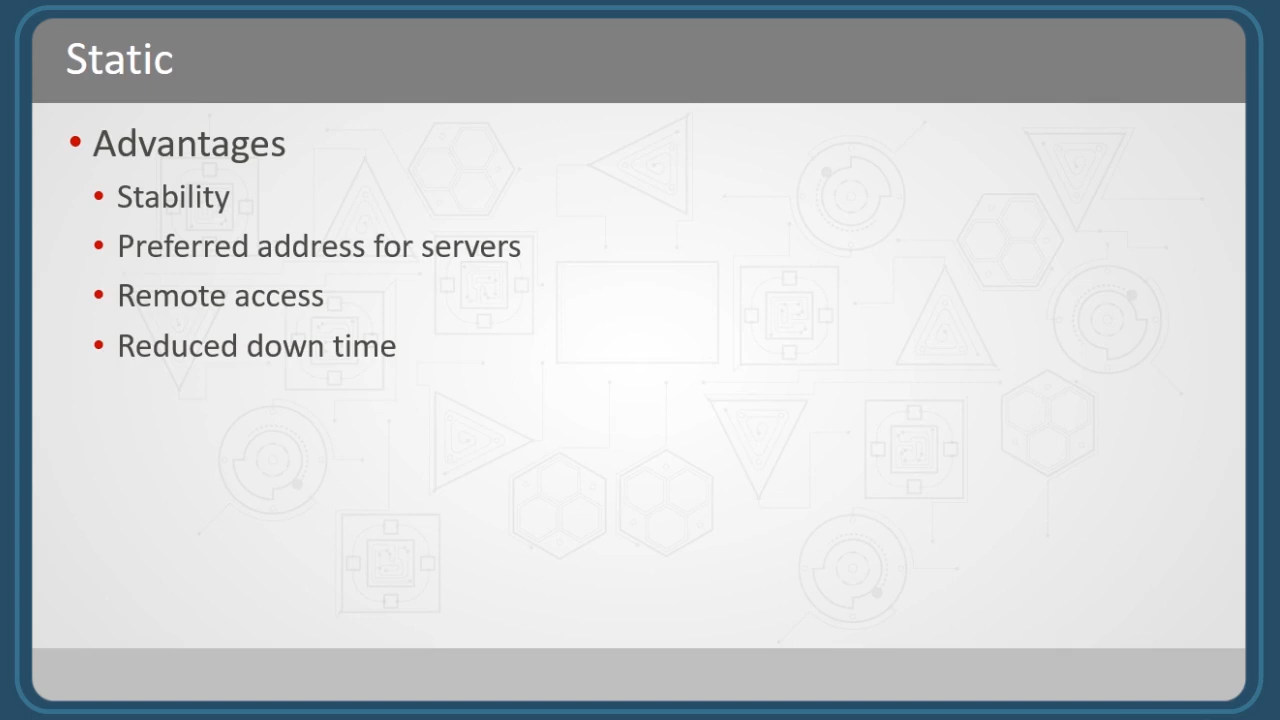 Static
• Advantages
• Stability
• Preferred address for servers
• Remote access
• Reduced down time